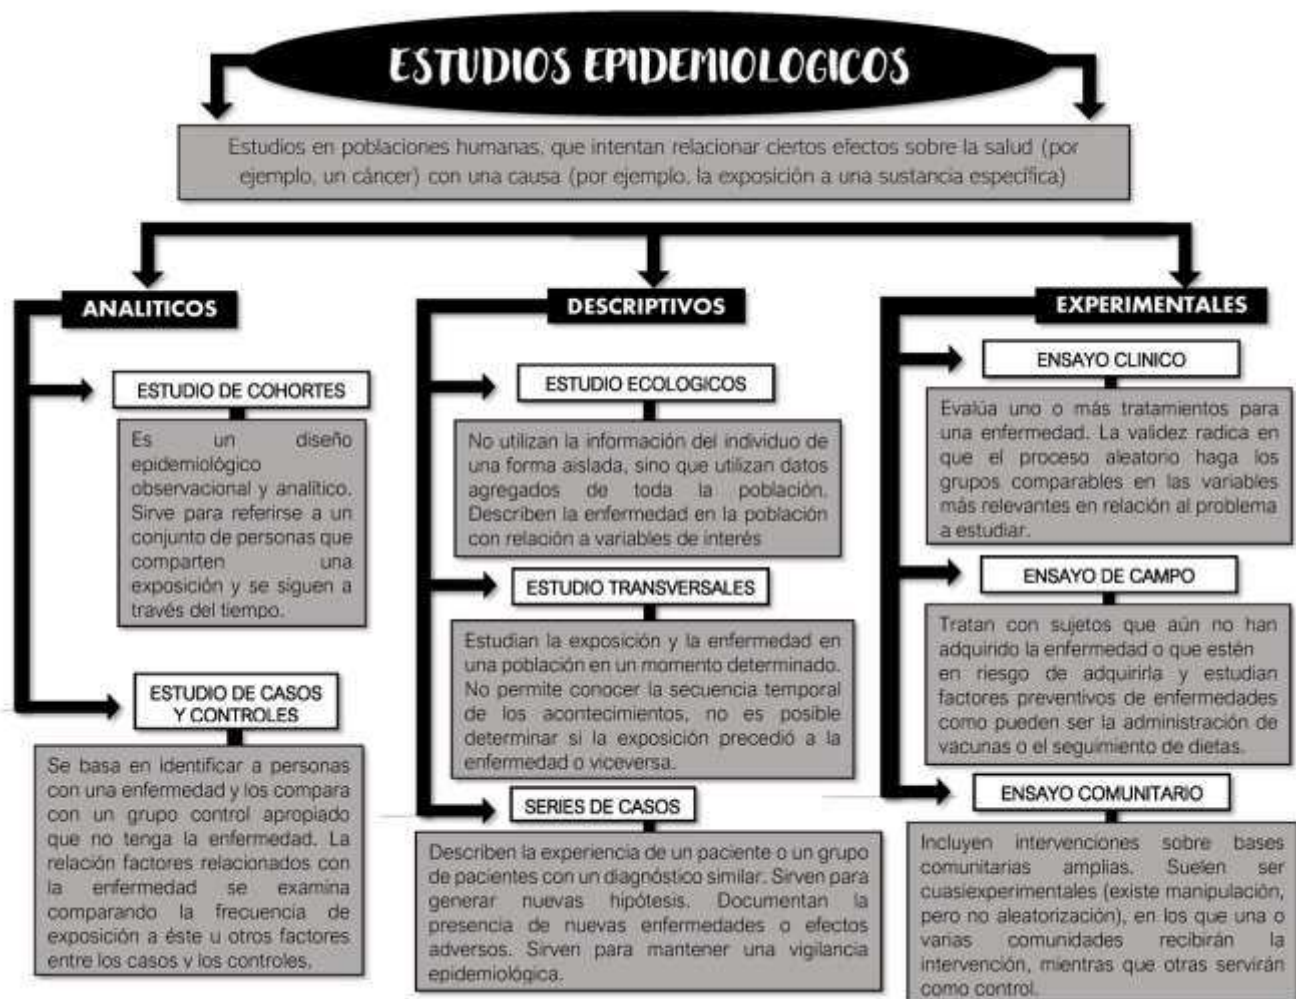 ESTUDIOS EPIDEMIOLOGICOS
Estudios en poblaciones humanas, que intentan relacionar ciertos efectos sobre la salud (por
ejemplo, un cáncer) con una causa (por ejemplo, la exposición a una sustancia específica)
ANALITICOS
ESTUDIO DE COHORTES
Es un diseño
epidemiológico
observacional y analítico.
Sirve para referirse a un
conjunto de personas que
comparten una
exposición y se siguen a
través del tiempo.
ESTUDIO DE CASOS
Y CONTROLES
Se basa en identificar a personas
con una enfermedad y los compara
con un grupo control apropiado
que no tenga la enfermedad. La
relación factores relacionados con
la enfermedad se examina
comparando la frecuencia de
exposición a éste u otros factores
entre los casos y los controles.
DESCRIPTIVOS
ESTUDIO ECOLOGICOS
No utilizan la información del individuo de
una forma aislada, sino que utilizan datos
agregados de toda la población.
Describen la enfermedad en la población
con relación a variables de interés
ESTUDIO TRANSVERSALES
Estudian la exposición y la enfermedad en
una población en un momento determinado.
No permite conocer la secuencia temporal
de los acontecimientos, no es posible
determinar si la exposición precedió a la
enfermedad o viceversa.
SERIES DE CASOS
Describen la experiencia de un paciente o un grupo
de pacientes con un diagnóstico similar. Sirven para
generar nuevas hipótesis. Documentan la
presencia de nuevas enfermedades o efectos
adversos. Sirven para mantener una vigilancia
epidemiológica.
EXPERIMENTALES
ENSAYO CLINICO
Evalúa uno o más tratamientos para
una enfermedad. La validez radica en
que el proceso aleatorio haga los
grupos comparables en las variables
más relevantes en relación al problema
a estudiar.
ENSAYO DE CAMPO
Tratan con sujetos que aún no han
adquirido la enfermedad o que estén
en riesgo de adquirirla y estudian
factores preventivos de enfermedades
como pueden ser la administración de
vacunas o el seguimiento de dietas.
ENSAYO COMUNITARIO
Incluyen intervenciones sobre bases
comunitarias amplias. Suelen ser
cuasiexperimentales (existe manipulación,
pero no aleatorización), en los que una o
varias comunidades recibirán la
intervención, mientras que otras servirán
como control.